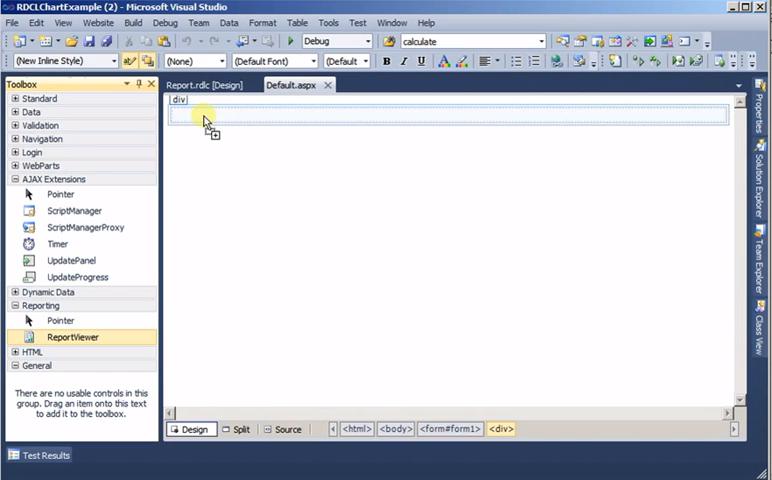 RDCLChartExample (2) - Microsoft Visual Studio
File Edit View Website Build Debug Team Data Format Table Tools Test Window Help
Debug calculate
(New Inline Style) (None) (Default Font) (Default B I U A
Toolbox Report.rdlc [Design] Default.aspx
div
Standard
Data
Validation
Navigation
Login
WebParts
AJAX Extensions
Pointer
ScriptManager
ScriptManagerProxy
Timer
UpdatePanel
UpdateProgress
Dynamic Data
Reporting
Pointer
ReportViewer
HTML
General
There are no usable controls in this
group. Drag an item onto this text
to add it to the toolbox.
Design Split Source <html> <body> <form#form1> <div>
Test Results
Properties
Solution Explorer
Team Explorer
Class View